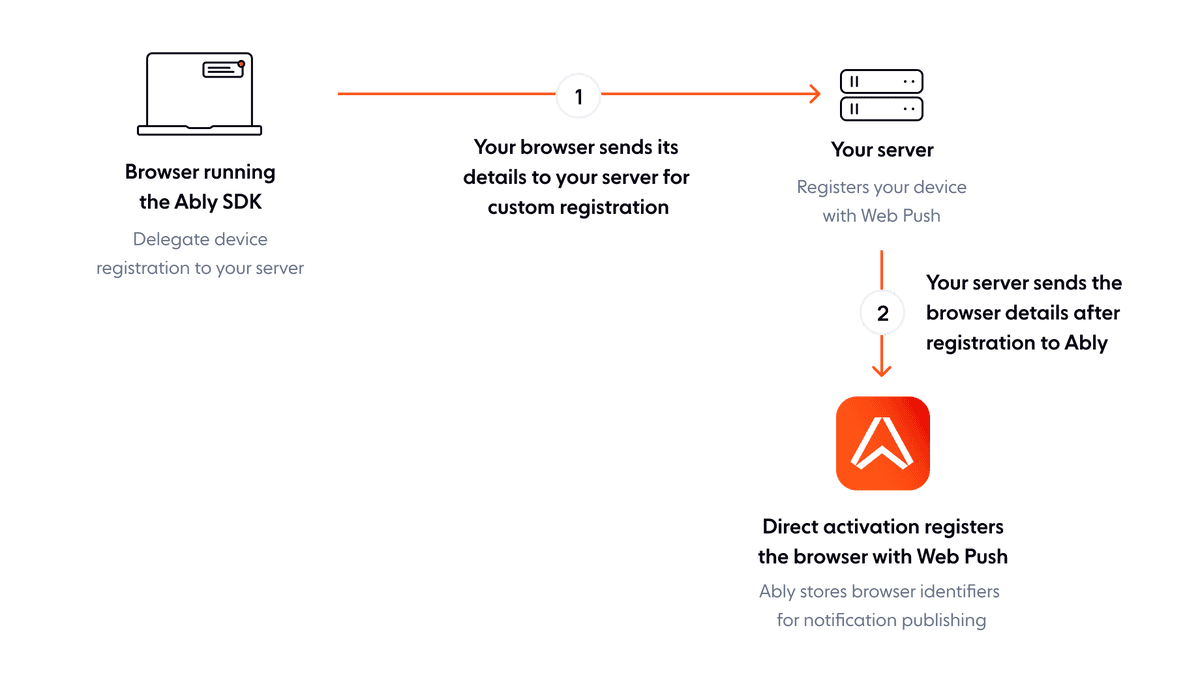 Browser running
the Ably SDK
Delegate device
registration to your server
1
Your browser sends its
details to your server for
custom registration
Your server
Registers your device
with Web Push
2
Your server sends the
browser details after
registration to Ably
Direct activation registers
the browser with Web Push
Ably stores browser identifiers
for notification publishing